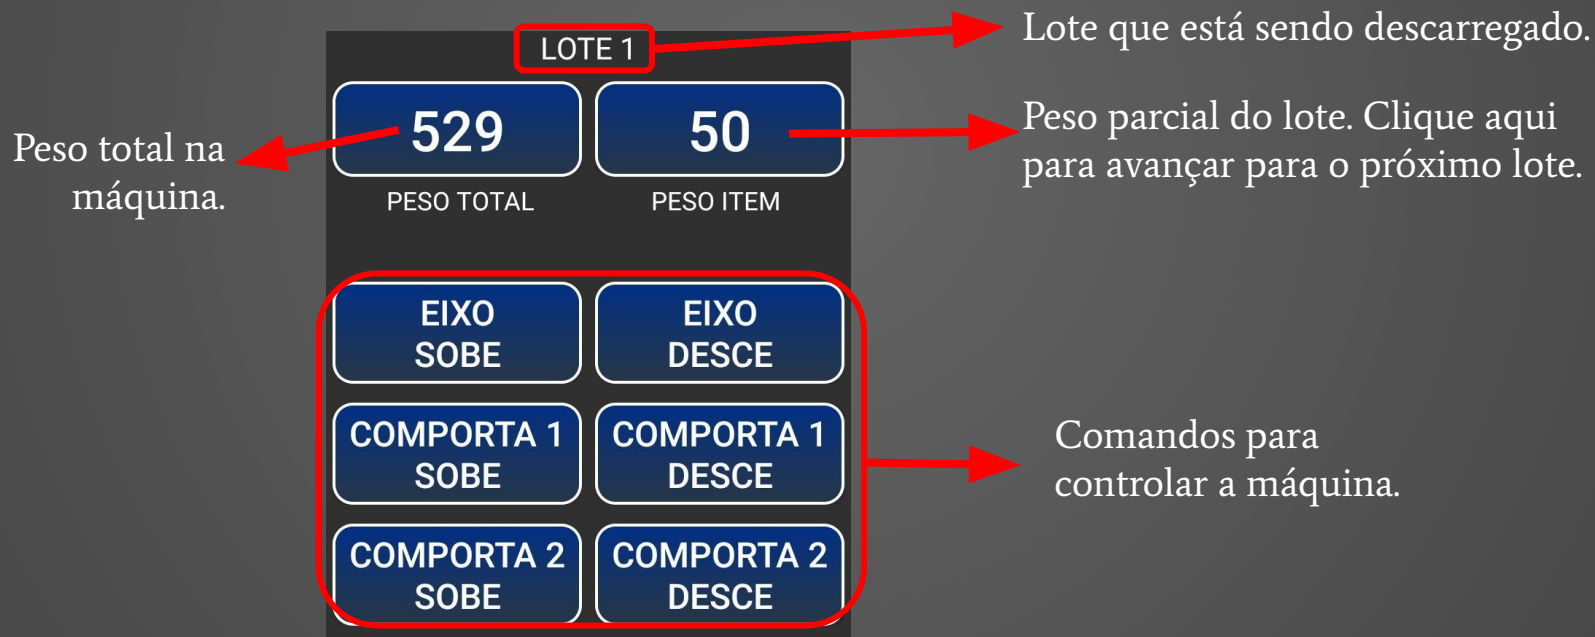 LOTE 1
Lote que está sendo descarregado.
529
50
Peso total na
máquina.
Peso parcial do lote. Clique aqui
para avançar para o próximo lote.
PESO TOTAL
PESO ITEM
EIXO
SOBE
EIXO
DESCE
COMPORTA 1
SOBE
COMPORTA 1
DESCE
Comandos para
controlar a máquina.
COMPORTA 2
SOBE
COMPORTA 2
DESCE